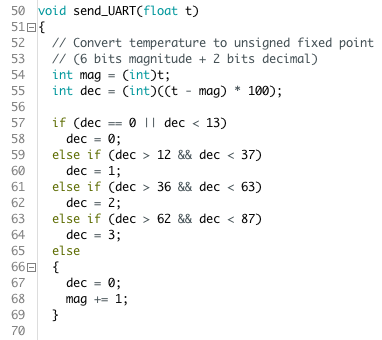 50 void send_UART(float t)
51 {
52 // Convert temperature to unsigned fixed point
53 // (6 bits magnitude + 2 bits decimal)
54 int mag = (int)t;
55 int dec = (int)((t - mag) * 100);
56
57 if (dec == 0 || dec < 13)
58 dec = 0;
59 else if (dec > 12 && dec < 37)
60 dec = 1;
61 else if (dec > 36 && dec < 63)
62 dec = 2;
63 else if (dec > 62 && dec < 87)
64 dec = 3;
65 else
66 {
67 dec = 0;
68 mag += 1;
69 }
70